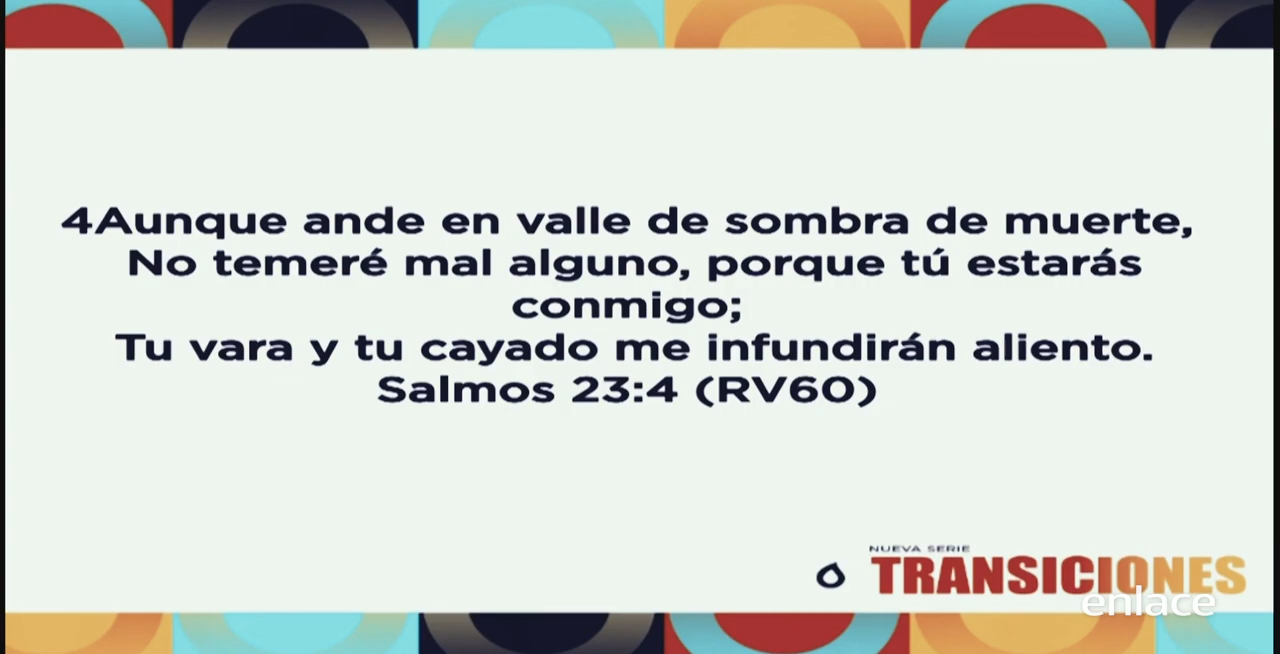 4Aunque ande en valle de sombra de muerte,
No temeré mal alguno, porque tú estarás
conmigo;
Tu vara y tu cayado me infundirán aliento.
Salmos 23:4 (RV60)
NUEVA SERIE
TRANSICIONES
enlace